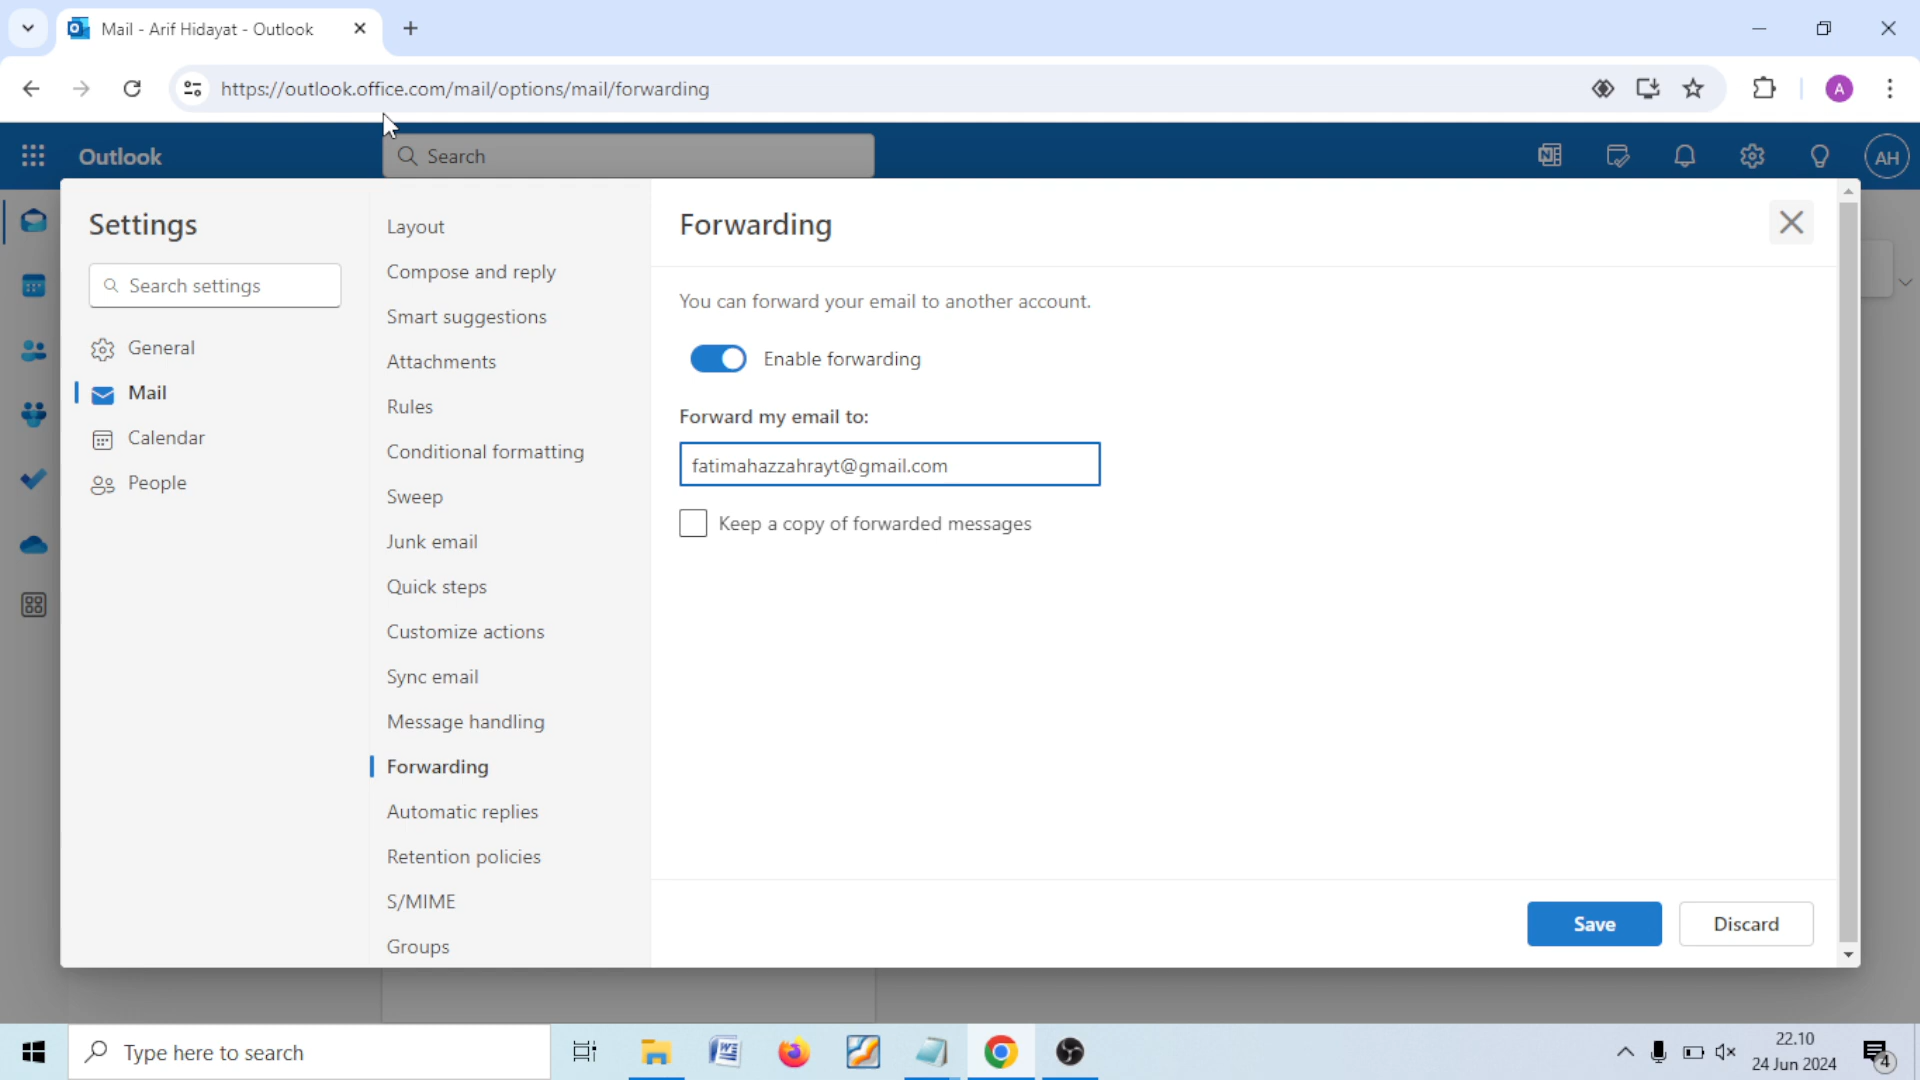 Mail - Arif Hidayat - Outlook
https://outlook.office.com/mail/options/mail/forwarding
A
Outlook
Search
AH
Settings
Search settings
General
Mail
Calendar
People
Layout
Compose and reply
Smart suggestions
Attachments
Rules
Conditional formatting
Sweep
Junk email
Quick steps
Customize actions
Sync email
Message handling
Forwarding
Automatic replies
Retention policies
S/MIME
Groups
Forwarding
You can forward your email to another account.
Enable forwarding
Forward my email to:
fatimahazzahrayt@gmail.com
Keep a copy of forwarded messages
Save
Discard
Type here to search
22.10
24 Jun 2024
4